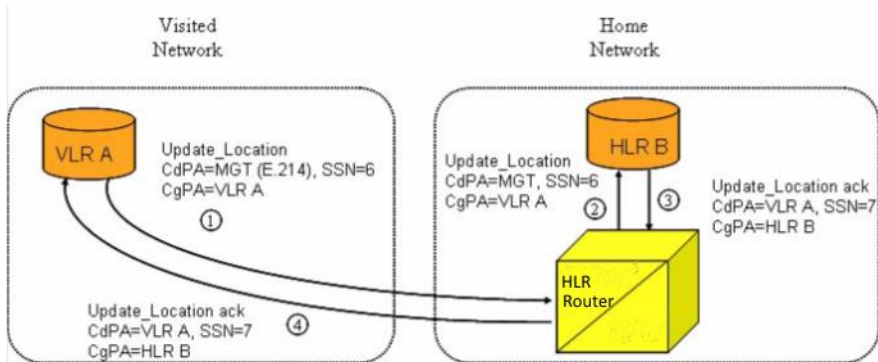 Visited
Network
Home
Network
VLR A
Update_Location
CdPA=MGT (E.214), SSN=6
CgPA=VLR A
1
HLR B
Update_Location
CdPA=MGT, SSN=6
CgPA=VLR A
2
3
Update_Location ack
CdPA=VLR A, SSN=7
CgPA=HLR B
HLR
Router
Update_Location ack
CdPA=VLR A, SSN=7
CgPA=HLR B
4